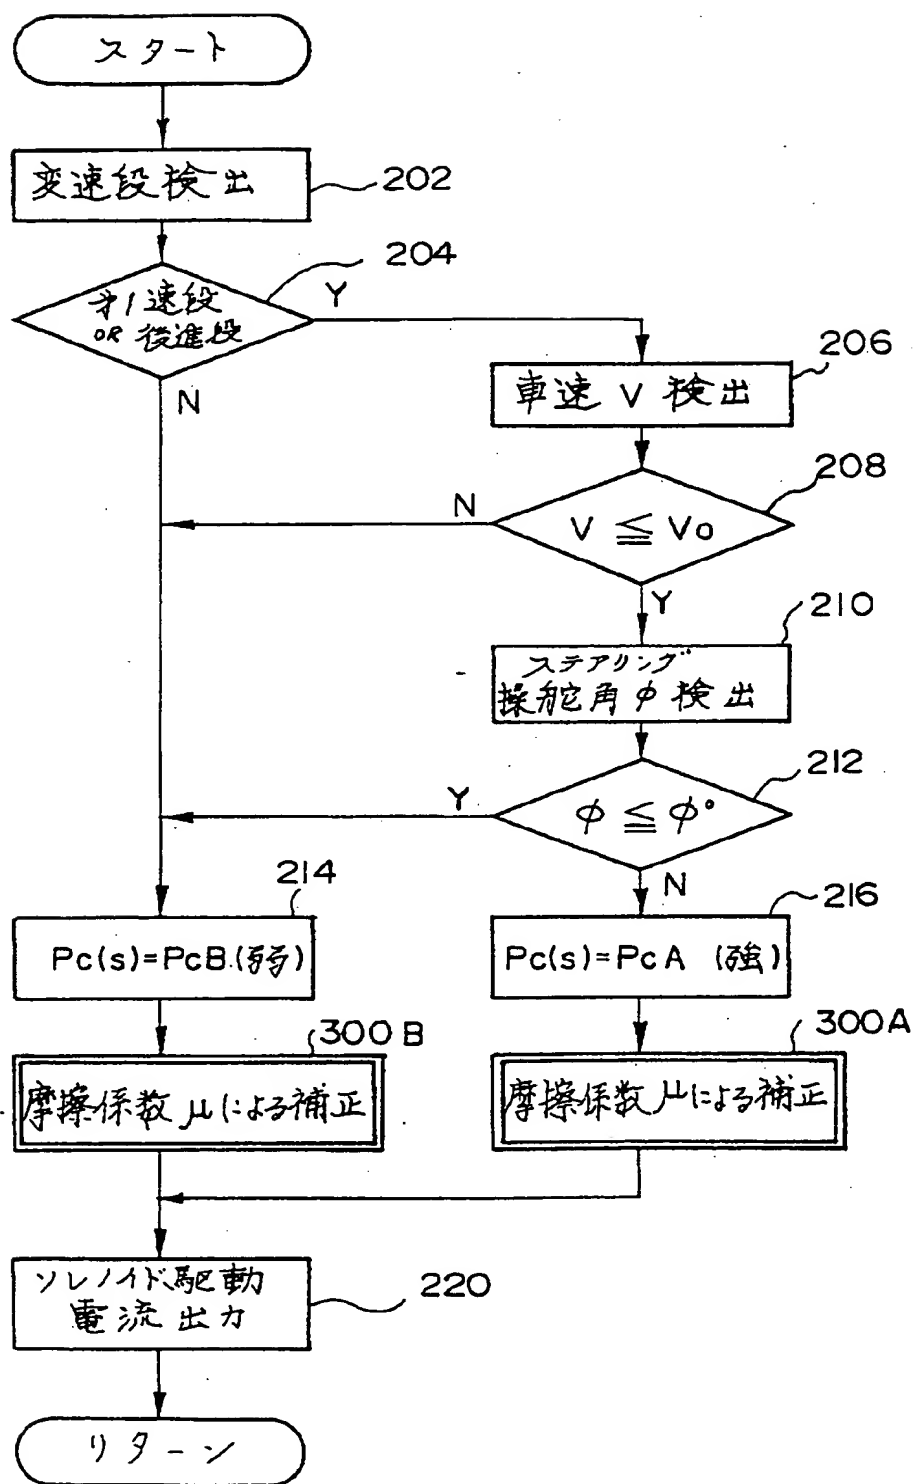 スタート
変速段検出
202
204
オ1速段
OR 後進段
Y
N
206
車速 V 検出
208
N
V ≦ Vo
Y
210
ステアリング
操舵角 φ 検出
212
Y
φ ≦ φ°
N
214
Pc(s)=PcB.(弱)
216
Pc(s)=PcA (強)
300B
摩擦係数 μ による補正
300A
摩擦係数 μ による補正
ソレノイド駆動
電流出力
220
リターン